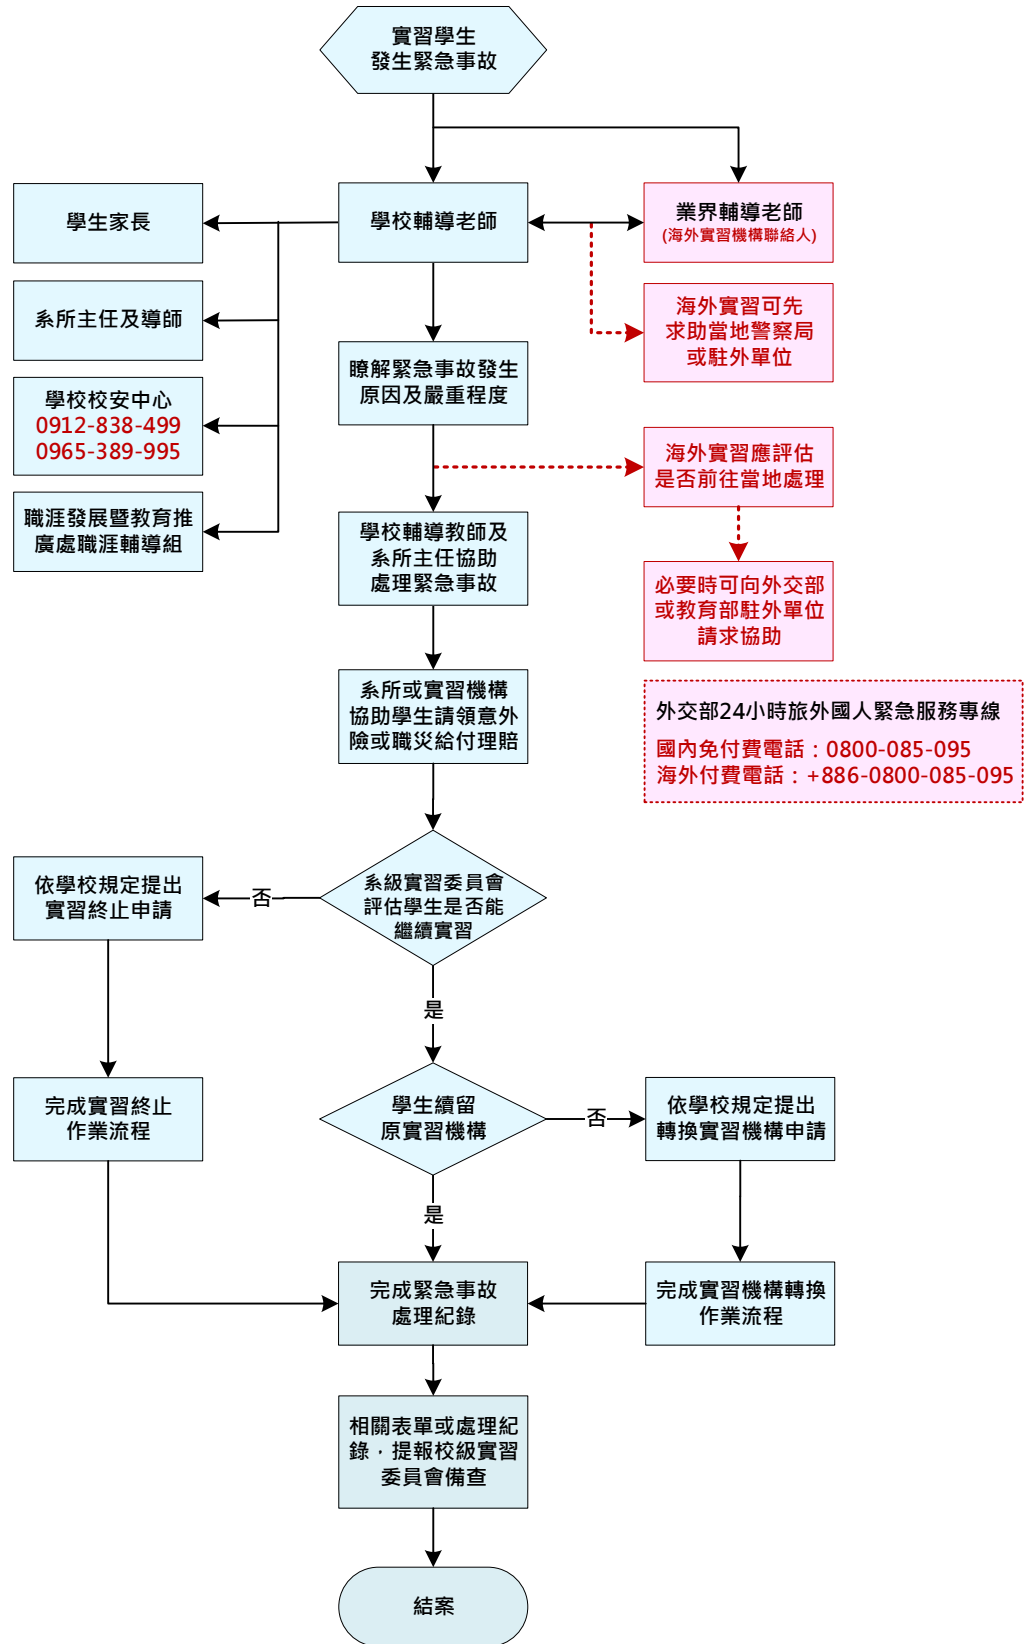 實習學生
發生緊急事故
學生家長
學校輔導老師
業界輔導老師
(海外實習機構聯絡人)
系所主任及導師
海外實習可先
求助當地警察局
或駐外單位
瞭解緊急事故發生
原因及嚴重程度
學校校安中心
0912-838-499
0965-389-995
海外實習應評估
是否前往當地處理
職涯發展暨教育推
廣處職涯輔導組
學校輔導教師及
系所主任協助
處理緊急事故
必要時可向外交部
或教育部駐外單位
請求協助
系所或實習機構
協助學生請領意外
險或職災給付理賠
外交部24小時旅外國人緊急服務專線
國內免付費電話：0800-085-095
海外付費電話：+886-0800-085-095
依學校規定提出
實習終止申請
否
系級實習委員會
評估學生是否能
繼續實習
是
完成實習終止
作業流程
學生續留
原實習機構
否
依學校規定提出
轉換實習機構申請
是
完成緊急事故
處理紀錄
完成實習機構轉換
作業流程
相關表單或處理紀
錄，提報校級實習
委員會備查
結案